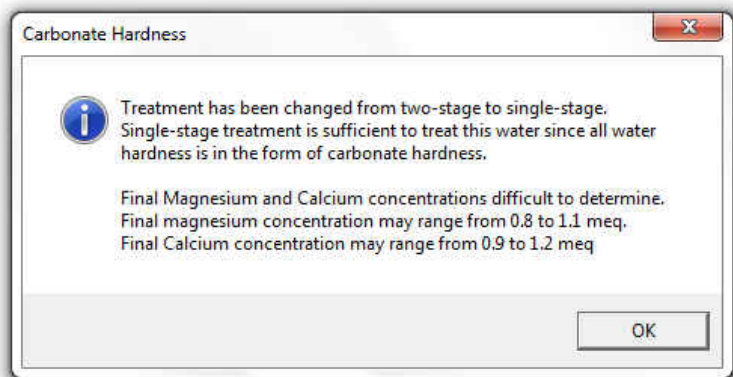 Carbonate Hardness
Treatment has been changed from two-stage to single-stage.
Single-stage treatment is sufficient to treat this water since all water
hardness is in the form of carbonate hardness.
Final Magnesium and Calcium concentrations difficult to determine.
Final magnesium concentration may range from 0.8 to 1.1 meq.
Final Calcium concentration may range from 0.9 to 1.2 meq
OK